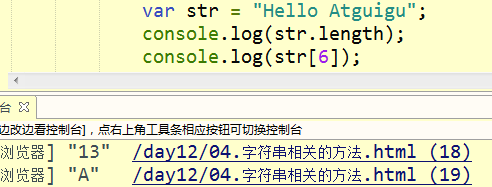 var str = "Hello Atguigu";
console.log(str.length);
console.log(str[6]);
台
边改边看控制台]，点右上角工具条相应按钮可切换控制台
浏览器] "13" /day12/04.字符串相关的方法.html (18)
浏览器] "A" /day12/04.字符串相关的方法.html (19)